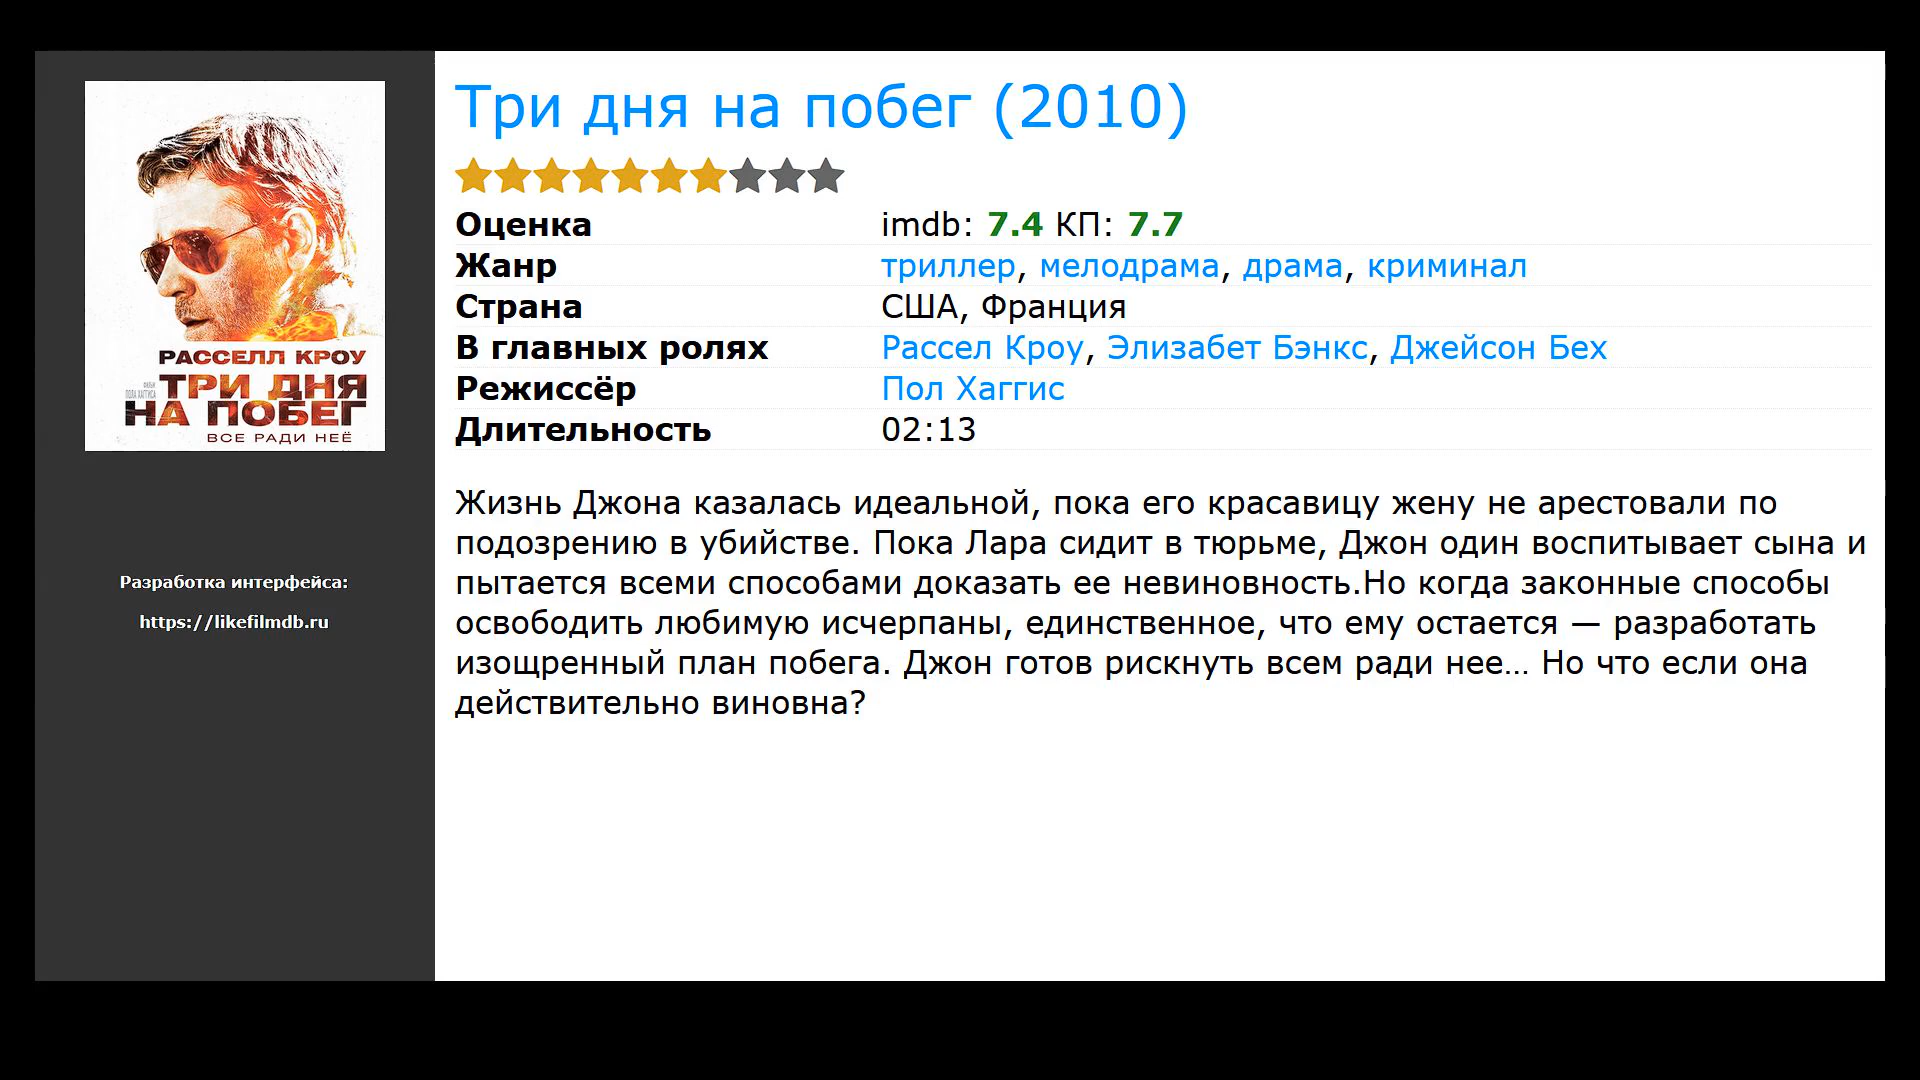 РАССЕЛЛ КРОУ
ФИЛЬМ
ПОЛА ХАГГИСА
ТРИ ДНЯ
НА ПОБЕГ
ВСЕ РАДИ НЕЁ
Разработка интерфейса:
https://likefilmdb.ru
Три дня на побег (2010)
Оценка imdb: 7.4 КП: 7.7
Жанр триллер, мелодрама, драма, криминал
Страна США, Франция
В главных ролях Рассел Кроу, Элизабет Бэнкс, Джейсон Бех
Режиссёр Пол Хаггис
Длительность 02:13
Жизнь Джона казалась идеальной, пока его красавицу жену не арестовали по
подозрению в убийстве. Пока Лара сидит в тюрьме, Джон один воспитывает сына и
пытается всеми способами доказать ее невиновность.Но когда законные способы
освободить любимую исчерпаны, единственное, что ему остается — разработать
изощренный план побега. Джон готов рискнуть всем ради нее… Но что если она
действительно виновна?